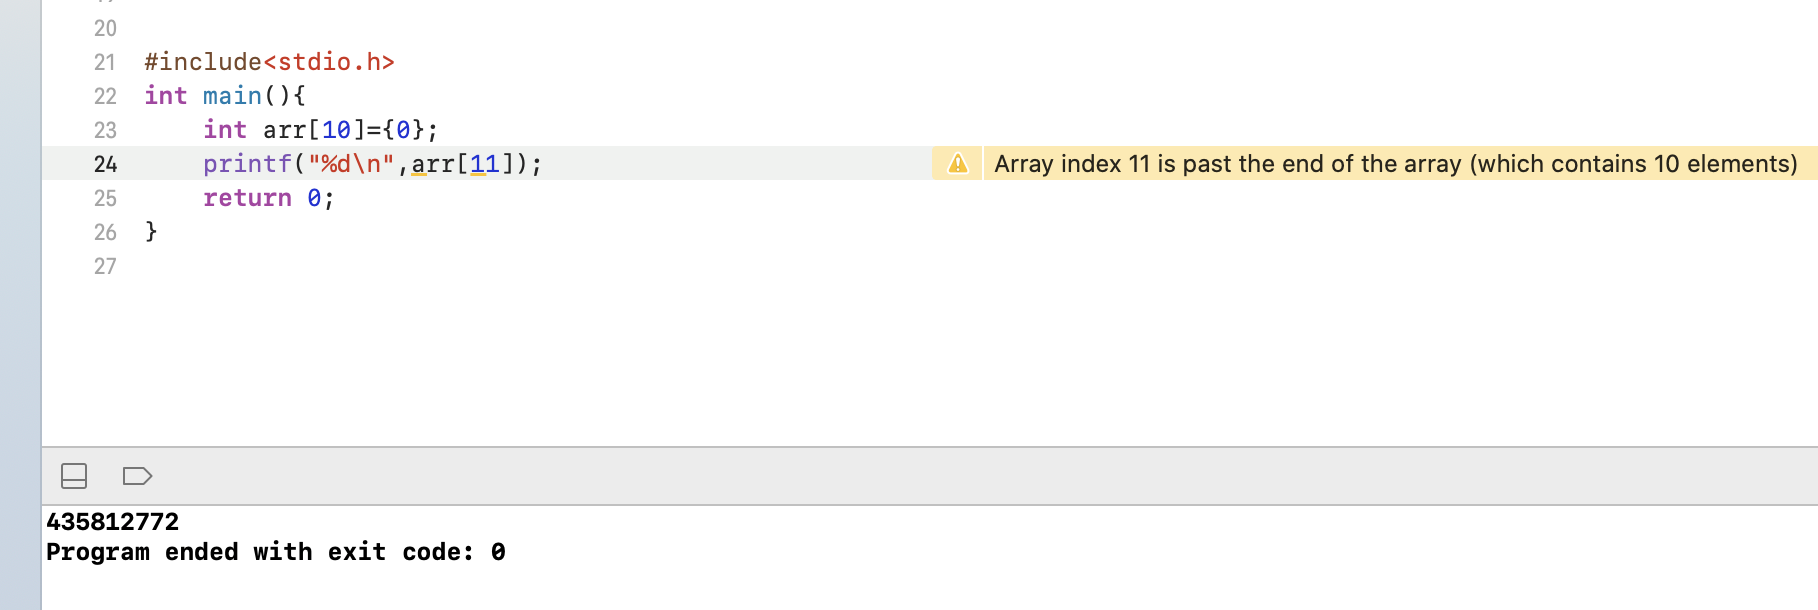 20
21 #include<stdio.h>
22 int main(){
23     int arr[10]={0};
24     printf("%d\n",arr[11]); Array index 11 is past the end of the array (which contains 10 elements)
25     return 0;
26 }
27
435812772
Program ended with exit code: 0